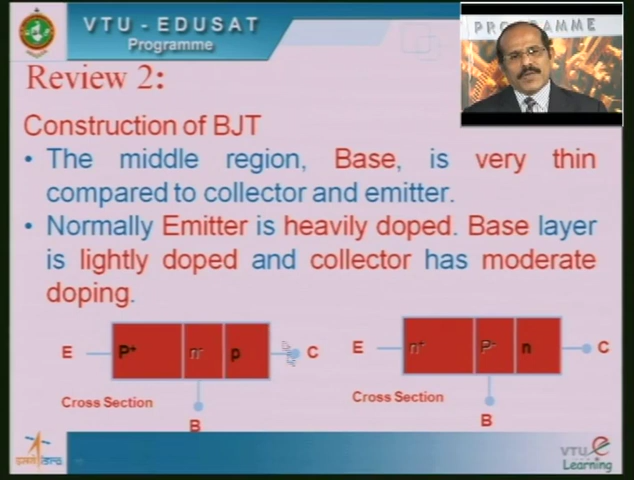 VTU - EDUSAT
Programme
PROGRAMME
Review 2:
Construction of BJT
• The middle region, Base, is very thin
compared to collector and emitter.
• Normally Emitter is heavily doped. Base layer
is lightly doped and collector has moderate
doping.
E P+ n- p C
Cross Section
B
E n+ P- n C
Cross Section
B
VTU e
Learning